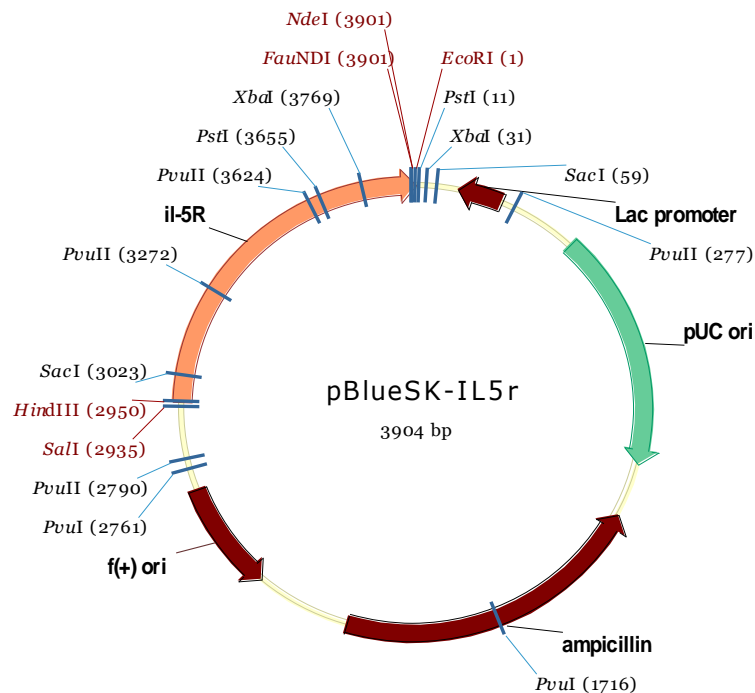 NdeI (3901)
FauNDI (3901)
EcoRI (1)
XbaI (3769)
PstI (11)
PstI (3655)
XbaI (31)
PvuII (3624)
SacI (59)
il-5R
Lac promoter
PvuII (3272)
PvuII (277)
pUC ori
SacI (3023)
pBlueSK-IL5r
HindIII (2950)
3904 bp
SalI (2935)
PvuII (2790)
PvuI (2761)
f(+) ori
ampicillin
PvuI (1716)